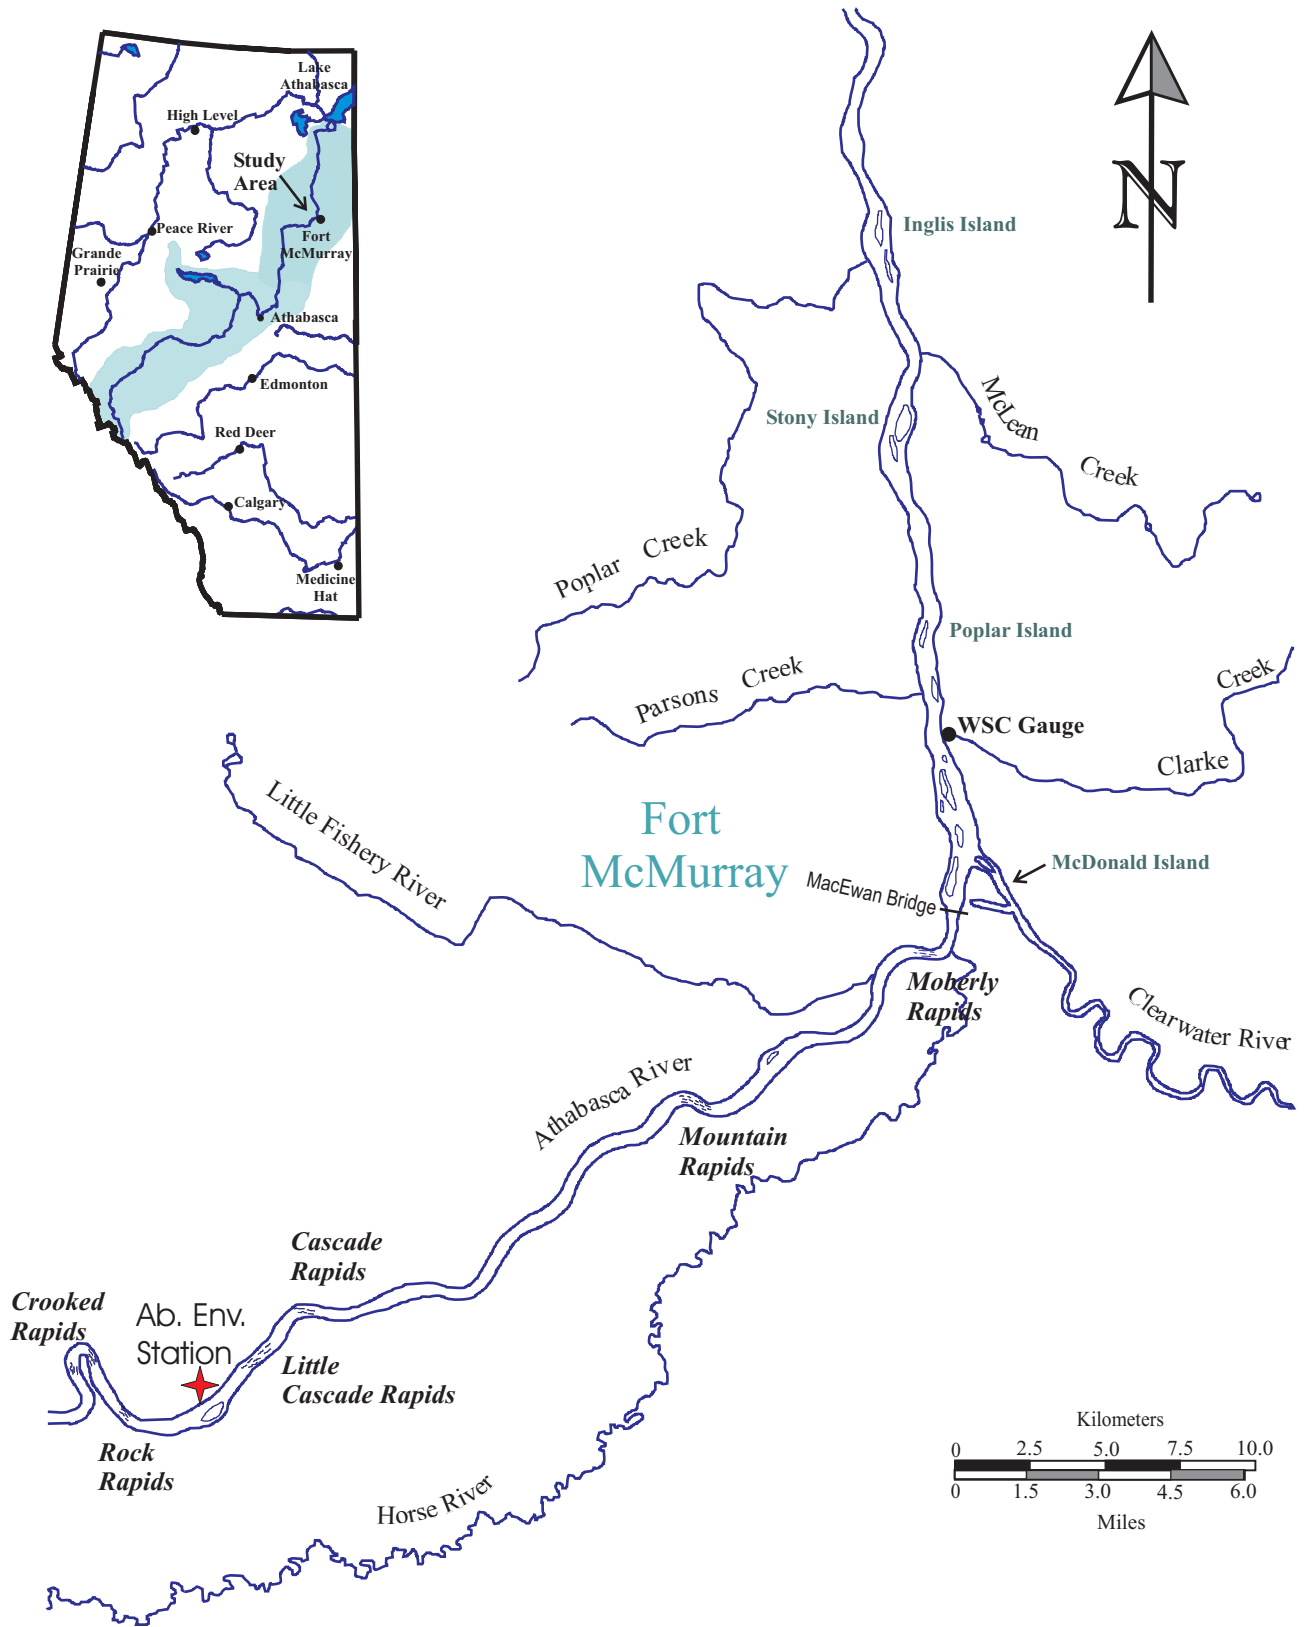 Lake
Athabasca
High Level
Study
Area
Peace River
Fort
McMurray
Grande
Prairie
Athabasca
Edmonton
Red Deer
Calgary
Medicine
Hat
N
Inglis Island
McLean
Creek
Stony Island
Poplar Creek
Poplar Island
Parsons Creek
Creek
WSC Gauge
Clarke
Little Fishery River
Fort
McMurray
McDonald Island
MacEwan Bridge
Moberly
Rapids
Clearwater River
Athabasca River
Mountain
Rapids
Cascade
Rapids
Crooked
Rapids
Ab. Env.
Station
Little
Cascade Rapids
Rock
Rapids
Horse River
Kilometers
0 2.5 5.0 7.5 10.0
0 1.5 3.0 4.5 6.0
Miles